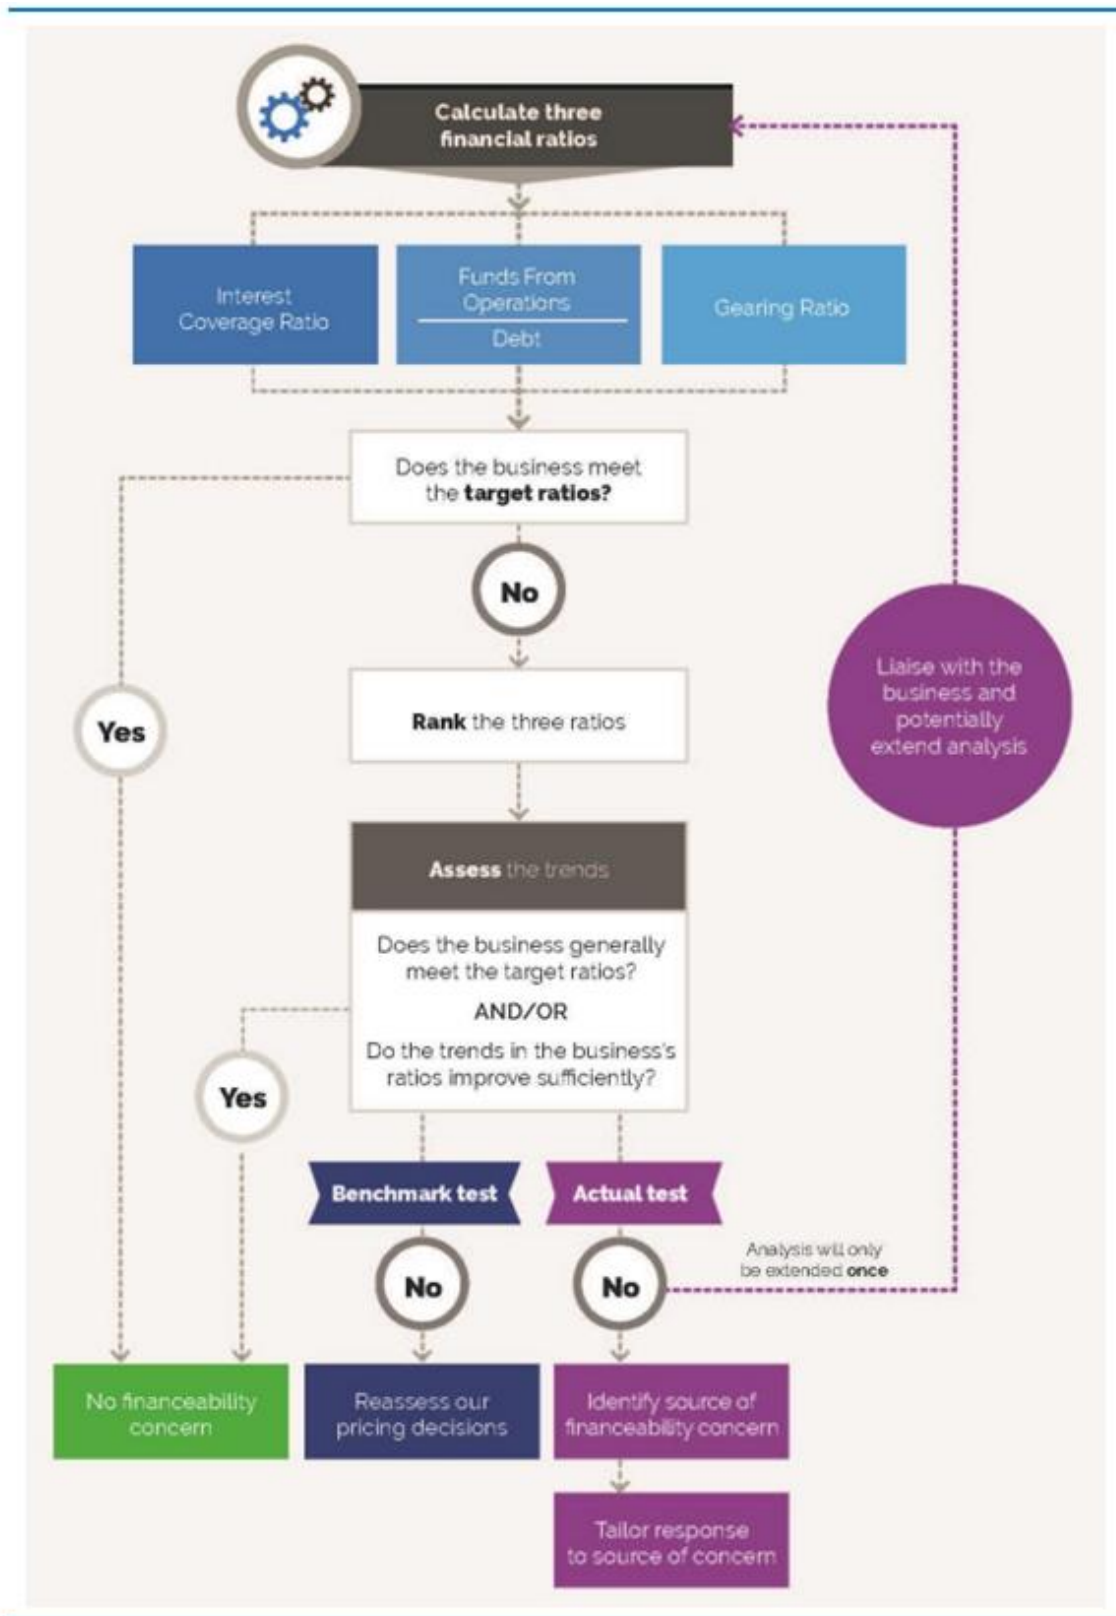 Calculate three
financial ratios
Interest
Coverage Ratio
Funds From
Operations
Debt
Gearing Ratio
Does the business meet
the target ratios?
No
Rank the three ratios
Yes
Liaise with the
business and
potentially
extend analysis
Assess the trends
Does the business generally
meet the target ratios?
AND/OR
Do the trends in the business's
ratios improve sufficiently?
Yes
Benchmark test
Actual test
No
No
Analysis will only
be extended once
No financeability
concern
Reassess our
pricing decisions
Identify source of
financeability concern
Tailor response
to source of concern